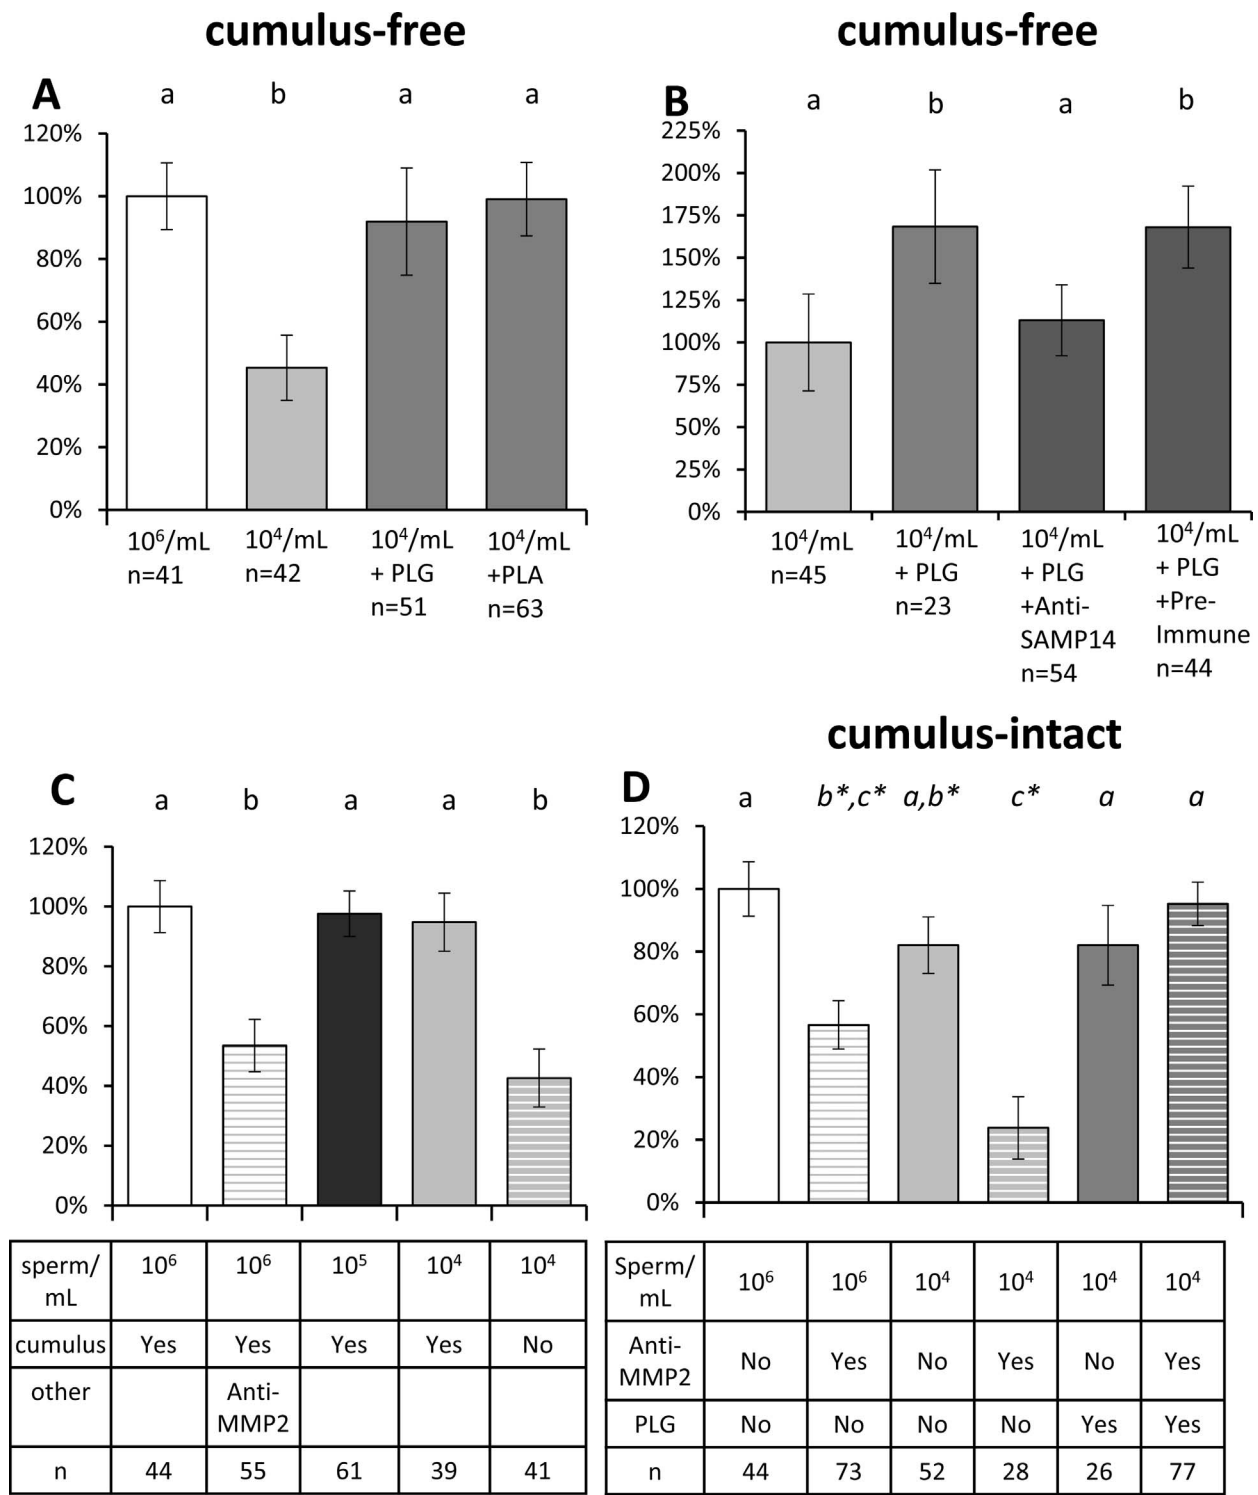 cumulus-free
A
a b a a
120%
100%
80%
60%
40%
20%
0%
10⁶/mL 10⁴/mL 10⁴/mL 10⁴/mL
n=41 n=42 + PLG +PLA
n=51 n=63
cumulus-free
B
a b a b
225%
200%
175%
150%
125%
100%
75%
50%
25%
0%
10⁴/mL 10⁴/mL 10⁴/mL 10⁴/mL
n=45 + PLG + PLG + PLG
n=23 +Anti- +Pre-
SAMP14 Immune
n=54 n=44
C
a b a a b
120%
100%
80%
60%
40%
20%
0%
sperm/ 10⁶ 10⁶ 10⁵ 10⁴ 10⁴
mL
cumulus Yes Yes Yes Yes No
other Anti-
MMP2
n 44 55 61 39 41
cumulus-intact
D
a b*,c* a,b* c* a a
120%
100%
80%
60%
40%
20%
0%
Sperm/ 10⁶ 10⁶ 10⁴ 10⁴ 10⁴ 10⁴
mL
Anti- No Yes No Yes No Yes
MMP2
PLG No No No No Yes Yes
n 44 73 52 28 26 77